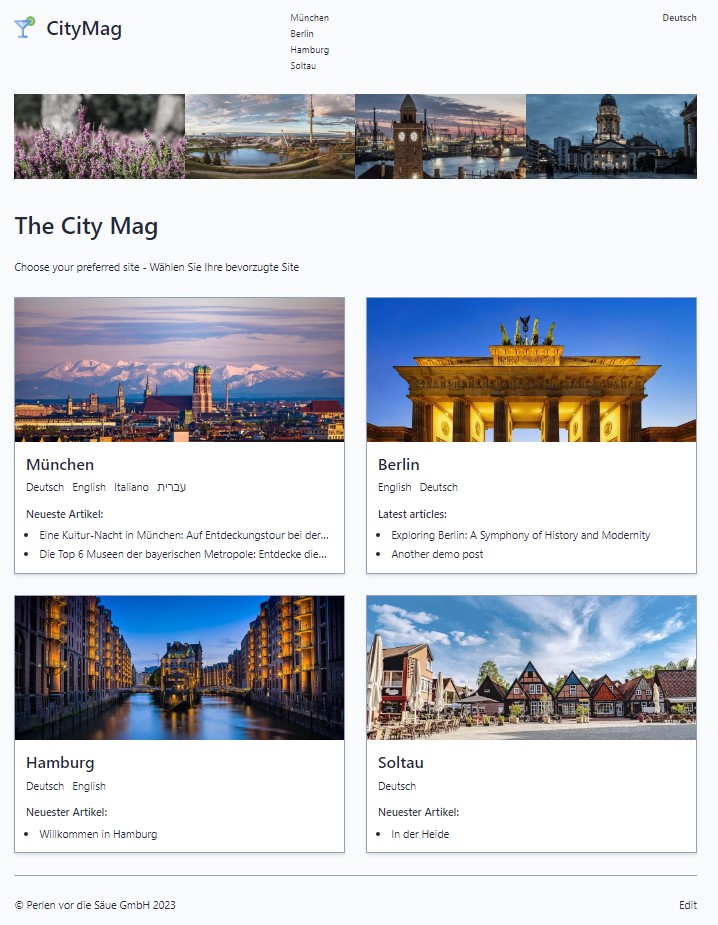 CityMag
München
Berlin
Hamburg
Soltau
Deutsch
The City Mag
Choose your preferred site - Wählen Sie Ihre bevorzugte Site
München
Deutsch English Italiano עברית
Neueste Artikel:
Eine Kultur-Nacht in München: Auf Entdeckungstour bei der...
Die Top 6 Museen der bayerischen Metropole: Entdecke die...
Berlin
English Deutsch
Latest articles:
Exploring Berlin: A Symphony of History and Modernity
Another demo post
Hamburg
Deutsch English
Neuester Artikel:
Willkommen in Hamburg
Soltau
Deutsch
Neuester Artikel:
In der Heide
© Perlen vor die Säue GmbH 2023
Edit